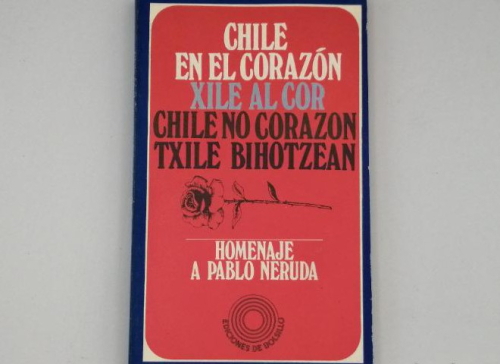 CHILE
EN EL CORAZÓN
XILE AL COR
CHILE NO CORAZON
TXILE BIHOTZEAN
HOMENAJE
A PABLO NERUDA
EDICIONES DE BOLSILLO